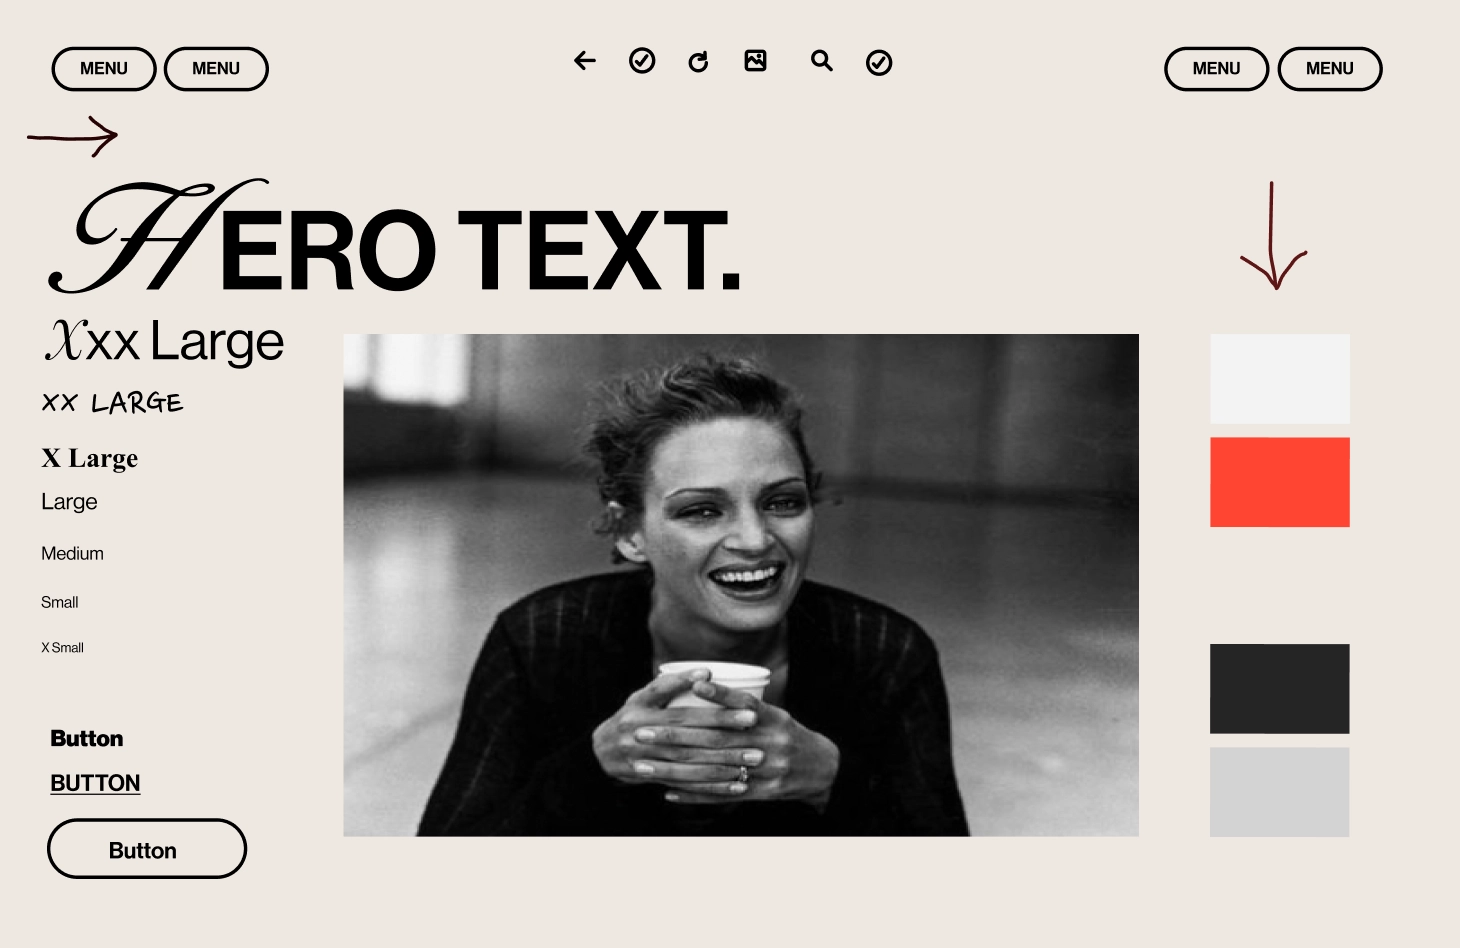 MENU MENU MENU MENU
HERO TEXT.
Xxx Large
XX LARGE
X Large
Large
Medium
Small
X Small
Button
BUTTON
Button